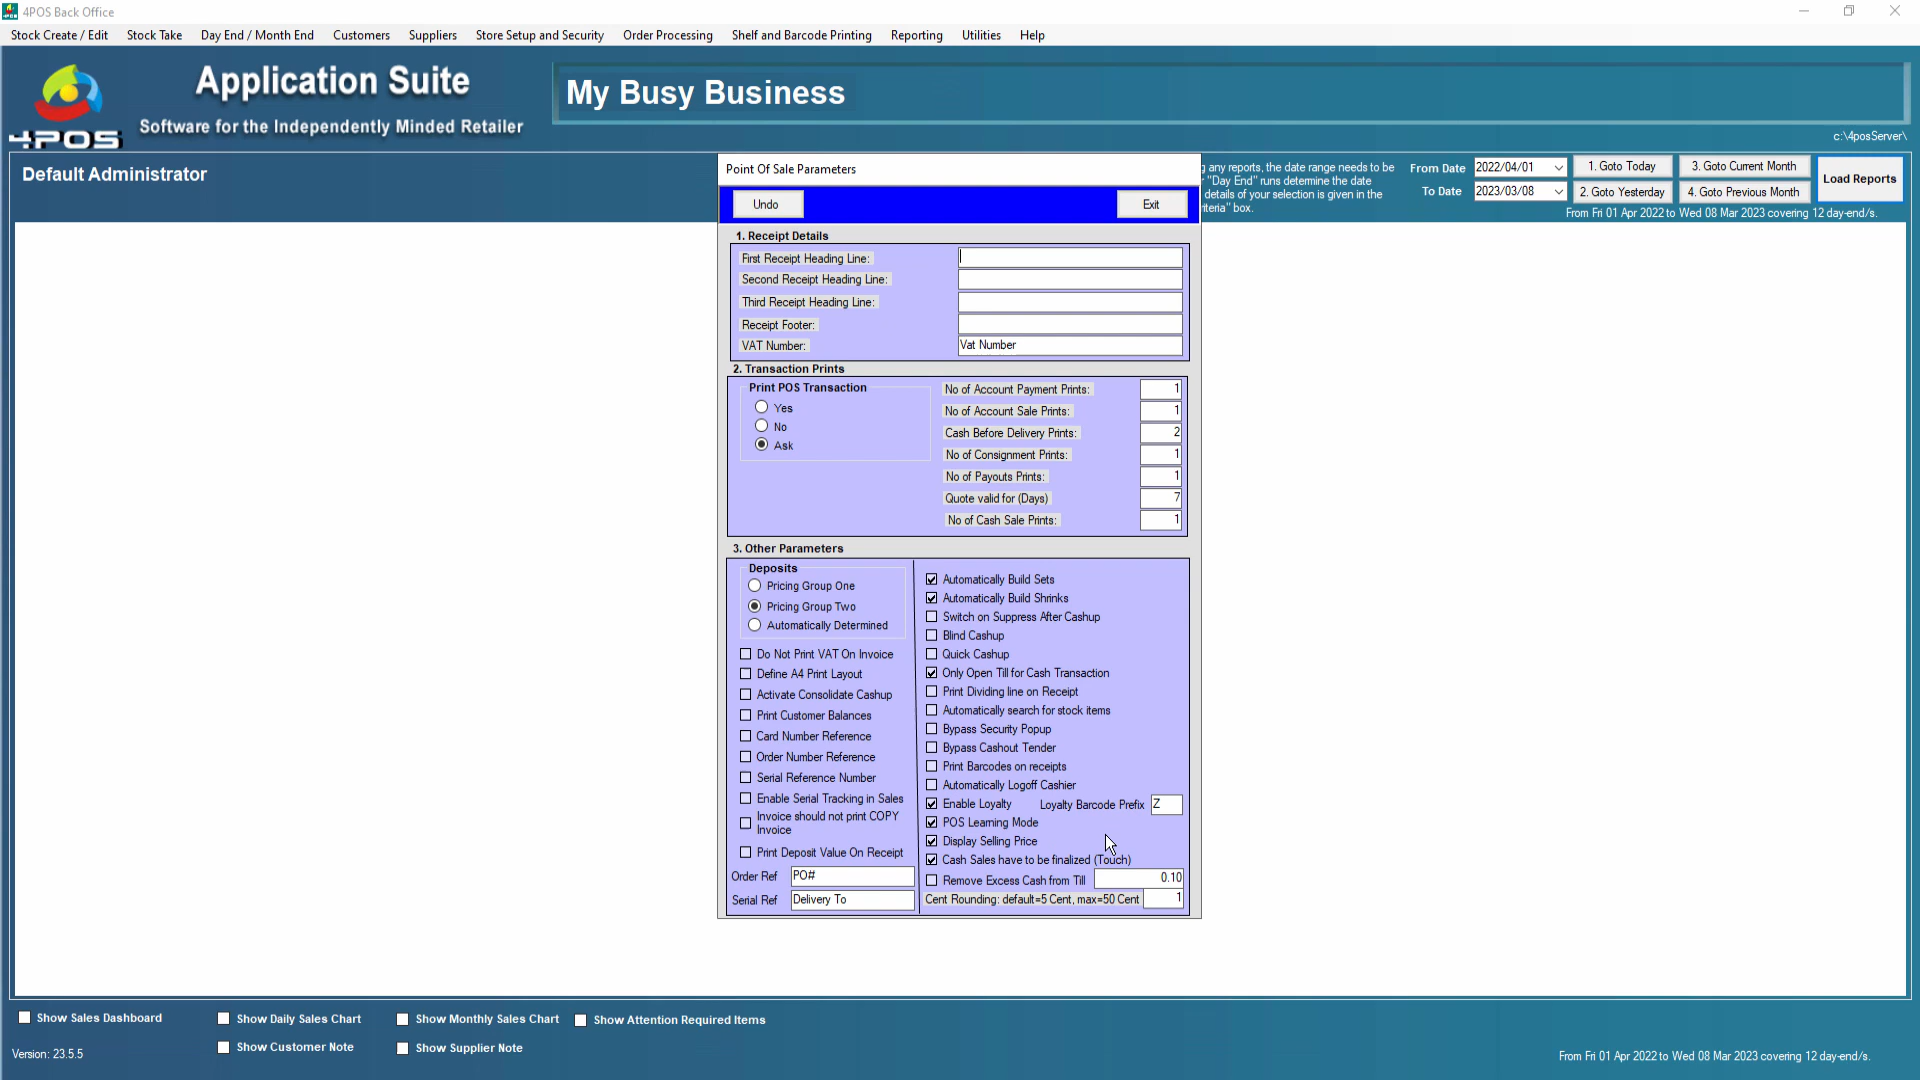 4POS Back Office
Stock Create / Edit Stock Take Day End / Month End Customers Suppliers Store Setup and Security Order Processing Shelf and Barcode Printing Reporting Utilities Help
Application Suite
4POS
Software for the Independently Minded Retailer
My Busy Business
c:\4posServer\
Default Administrator
g any reports, the date range needs to be
"Day End" runs determine the date
details of your selection is given in the
iteria" box.
From Date 2022/04/01 1. Goto Today 3. Goto Current Month
To Date 2023/03/08 2. Goto Yesterday 4. Goto Previous Month
Load Reports
From Fri 01 Apr 2022 to Wed 08 Mar 2023 covering 12 day-end/s.
Point Of Sale Parameters
Undo Exit
1. Receipt Details
First Receipt Heading Line:
Second Receipt Heading Line:
Third Receipt Heading Line:
Receipt Footer:
VAT Number: Vat Number
2. Transaction Prints
Print POS Transaction
Yes
No
Ask
No of Account Payment Prints: 1
No of Account Sale Prints: 1
Cash Before Delivery Prints: 2
No of Consignment Prints: 1
No of Payouts Prints: 1
Quote valid for (Days) 7
No of Cash Sale Prints: 1
3. Other Parameters
Deposits
Pricing Group One
Pricing Group Two
Automatically Determined
Do Not Print VAT On Invoice
Define A4 Print Layout
Activate Consolidate Cashup
Print Customer Balances
Card Number Reference
Order Number Reference
Serial Reference Number
Enable Serial Tracking in Sales
Invoice should not print COPY
Invoice
Print Deposit Value On Receipt
Order Ref PO#
Serial Ref Delivery To
Automatically Build Sets
Automatically Build Shrinks
Switch on Suppress After Cashup
Blind Cashup
Quick Cashup
Only Open Till for Cash Transaction
Print Dividing line on Receipt
Automatically search for stock items
Bypass Security Popup
Bypass Cashout Tender
Print Barcodes on receipts
Automatically Logoff Cashier
Enable Loyalty Loyalty Barcode Prefix Z
POS Learning Mode
Display Selling Price
Cash Sales have to be finalized (Touch)
Remove Excess Cash from Till 0.10
Cent Rounding: default=5 Cent, max=50 Cent 1
Show Sales Dashboard Show Daily Sales Chart Show Monthly Sales Chart Show Attention Required Items
Show Customer Note Show Supplier Note
Version: 23.5.5
From Fri 01 Apr 2022 to Wed 08 Mar 2023 covering 12 day-end/s.